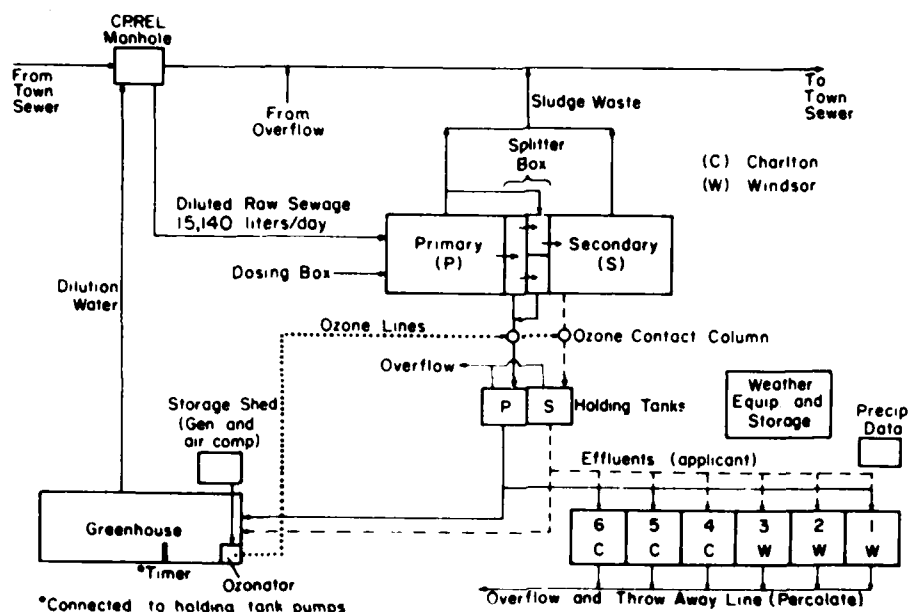 CRREL
Manhole
From
Town
Sewer
From
Overflow
Sludge Waste
To
Town
Sewer
Splitter
Box
(C) Charlton
(W) Windsor
Diluted Raw Sewage
15,140 liters/day
Primary
(P)
Secondary
(S)
Dosing Box
Dilution
Water
Ozone Lines
Ozone Contact Column
Overflow
P
S
Holding Tanks
Weather
Equip and
Storage
Precip
Data
Storage Shed
(Gen and
air comp)
Effluents (applicant)
Greenhouse
*Timer
Ozonator
6 5 4 3 2 1
C C C W W W
*Connected to holding tank pumps
Overflow and Throw Away Line (Percolate)